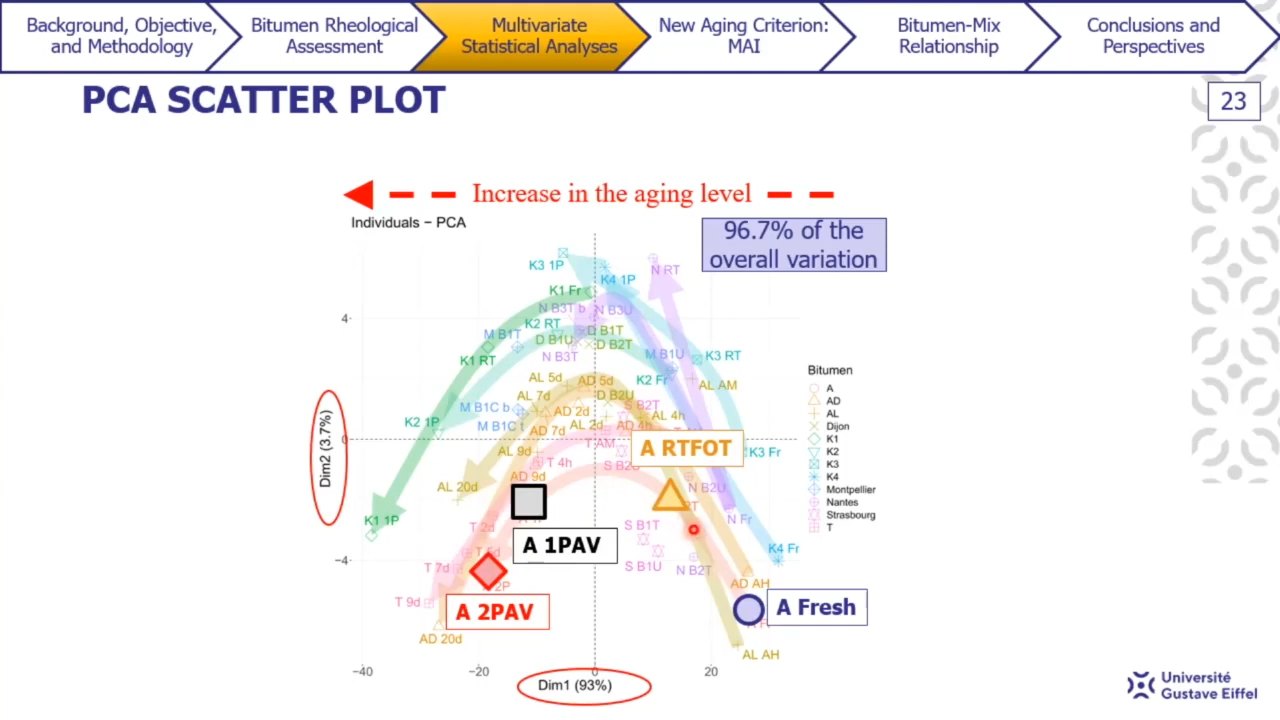 Background, Objective,
and Methodology
Bitumen Rheological
Assessment
Multivariate
Statistical Analyses
New Aging Criterion:
MAI
Bitumen-Mix
Relationship
Conclusions and
Perspectives
PCA SCATTER PLOT
23
Increase in the aging level
Individuals − PCA
96.7% of the
overall variation
K3 1P
N RT
K4 1P
K1 Fr
N B3T b
N B3U
4
K2 RT
M B1T
D B1U
D B1T
D B2T
K1 RT
N B3T
M B1U
K3 RT
AL 5d
AD 5d
K2 Fr
AL AM
AL 7d
D B2U
M B1C b
AD 2d
S B2T
AL 4h
K2 1P
M B1C t
AD 7d
AL 2d
AD 4h
0
T AM
A RTFOT
AL 9d
K3 Fr
T 4h
S B2U
AD 9d
AL 20d
N B2U
RT
K1 1P
T 2d
N Fr
S B1T
A 1PAV
K4 Fr
−4
T 7d
S B1U
N B2T
AD AH
2P
T 9d
A 2PAV
A Fresh
AD 20d
AL AH
−40
−20
0
20
Dim1 (93%)
Dim2 (3.7%)
Bitumen
A
AD
AL
Dijon
K1
K2
K3
K4
Montpellier
Nantes
Strasbourg
T
Université
Gustave Eiffel